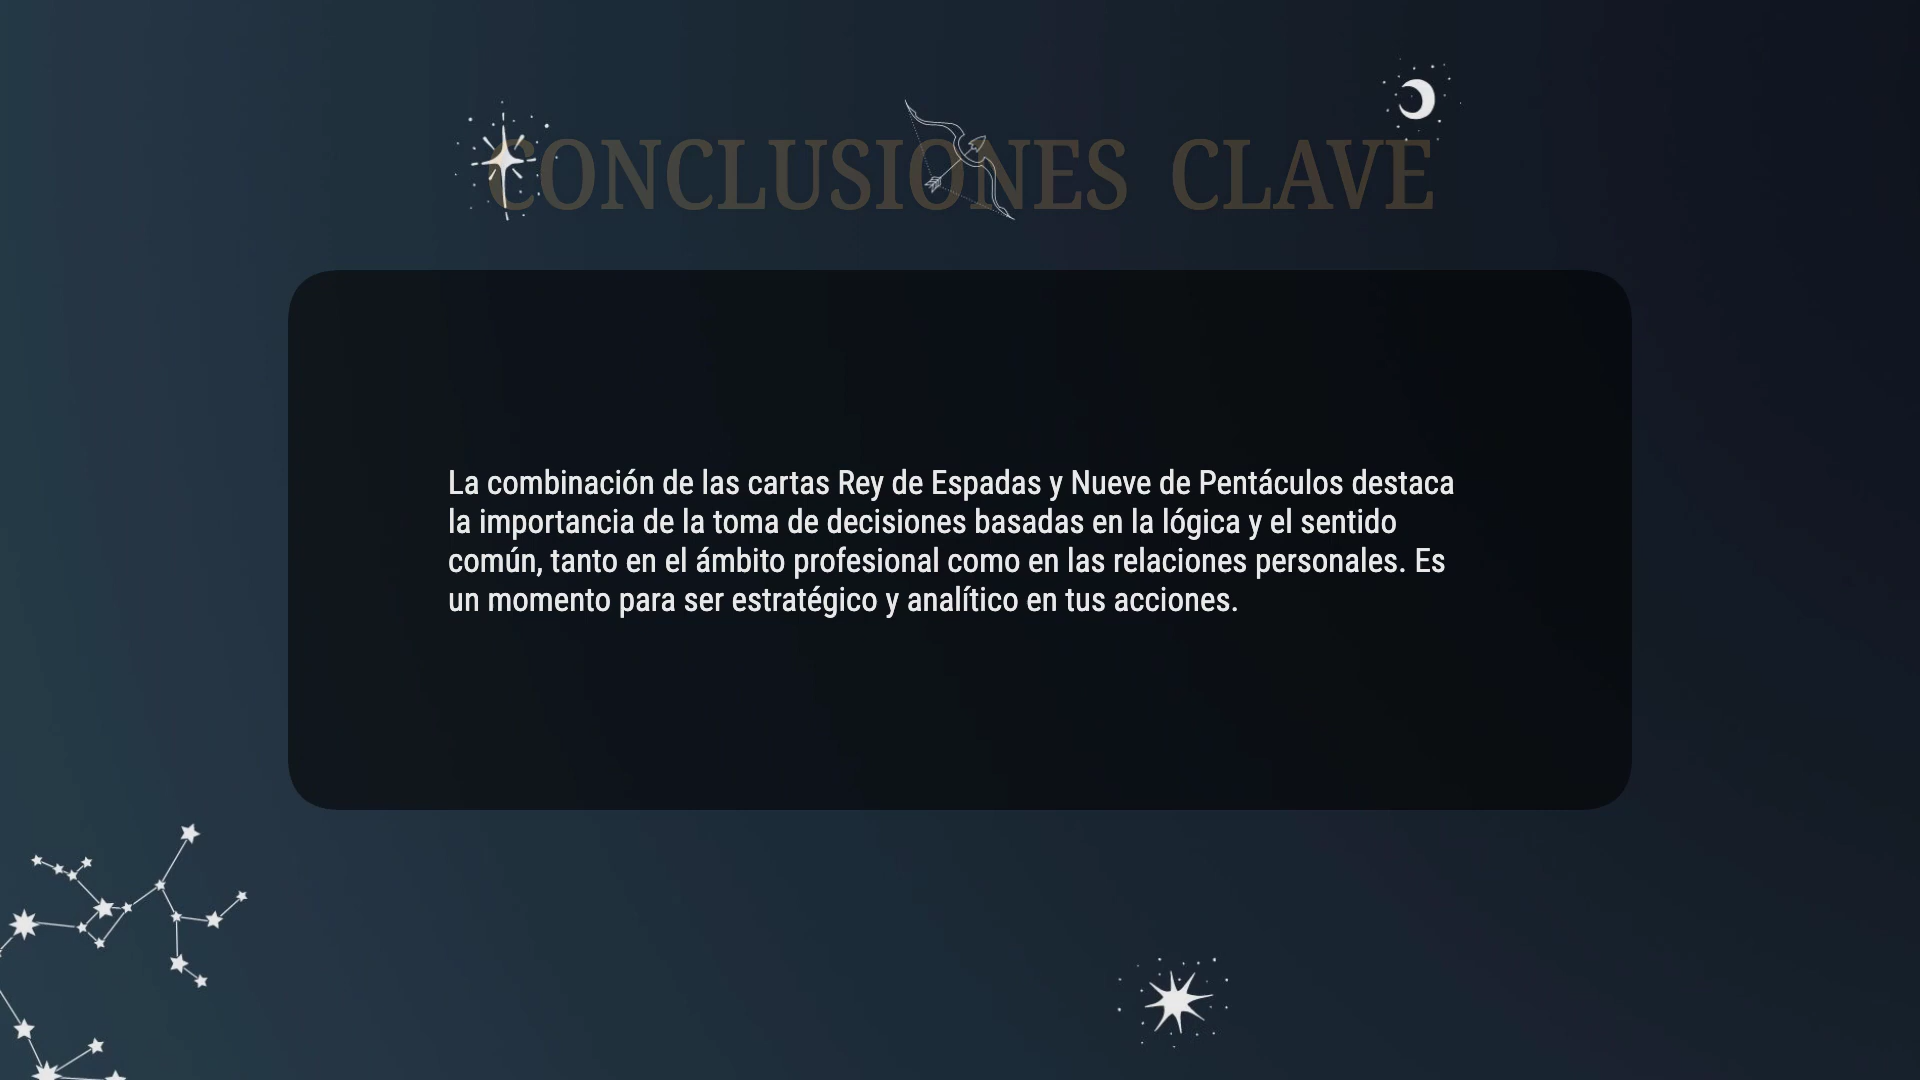 CONCLUSIONES CLAVE
La combinación de las cartas Rey de Espadas y Nueve de Pentáculos destaca
la importancia de la toma de decisiones basadas en la lógica y el sentido
común, tanto en el ámbito profesional como en las relaciones personales. Es
un momento para ser estratégico y analítico en tus acciones.